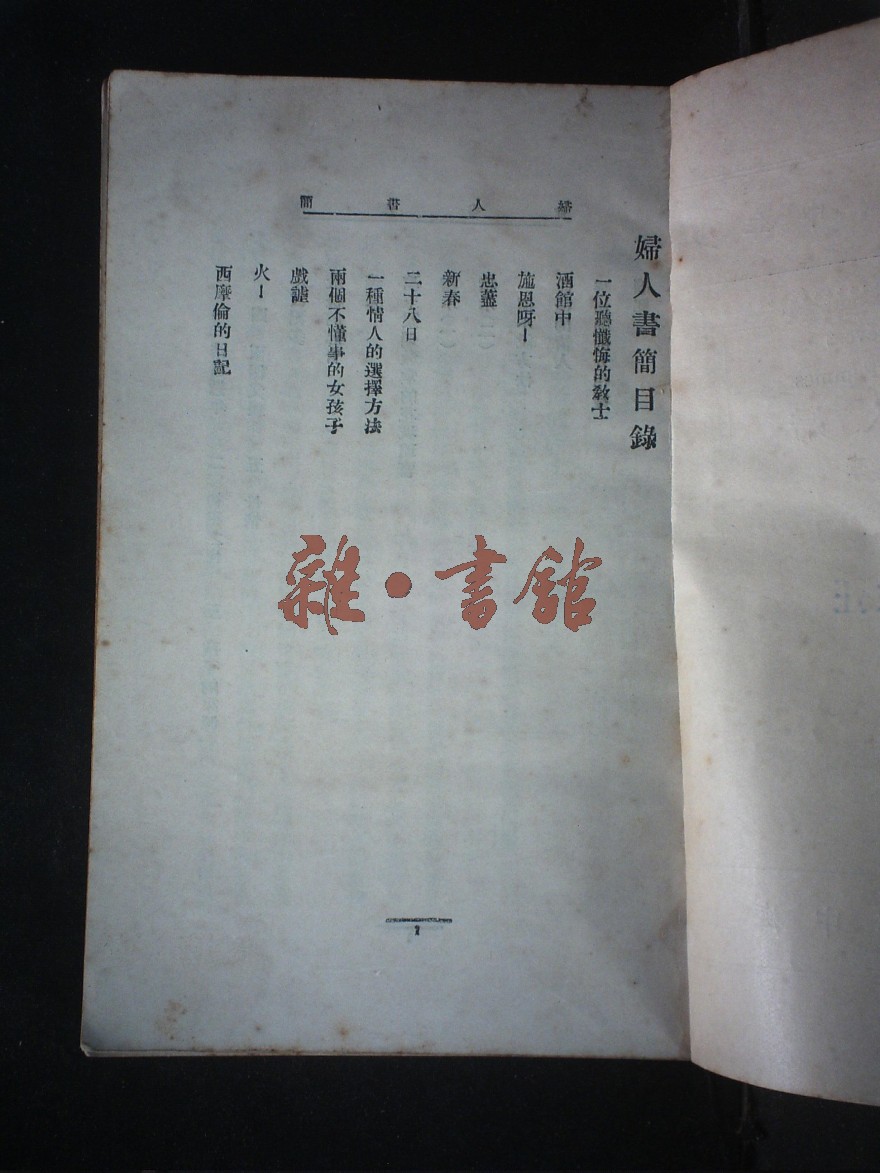 簡書人婦
婦人書簡目錄
一位聽懺悔的教士
酒館中
施恩呀！
忠藎
新春
二十八日
一種情人的選擇方法
兩個不懂事的女孩子
戲謔
火！
西摩倫的日記
雜·書館
1